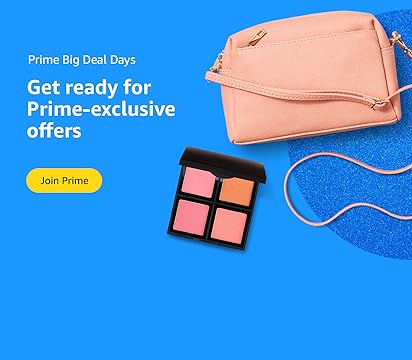 Prime Big Deal Days
Get ready for
Prime-exclusive
offers
Join Prime